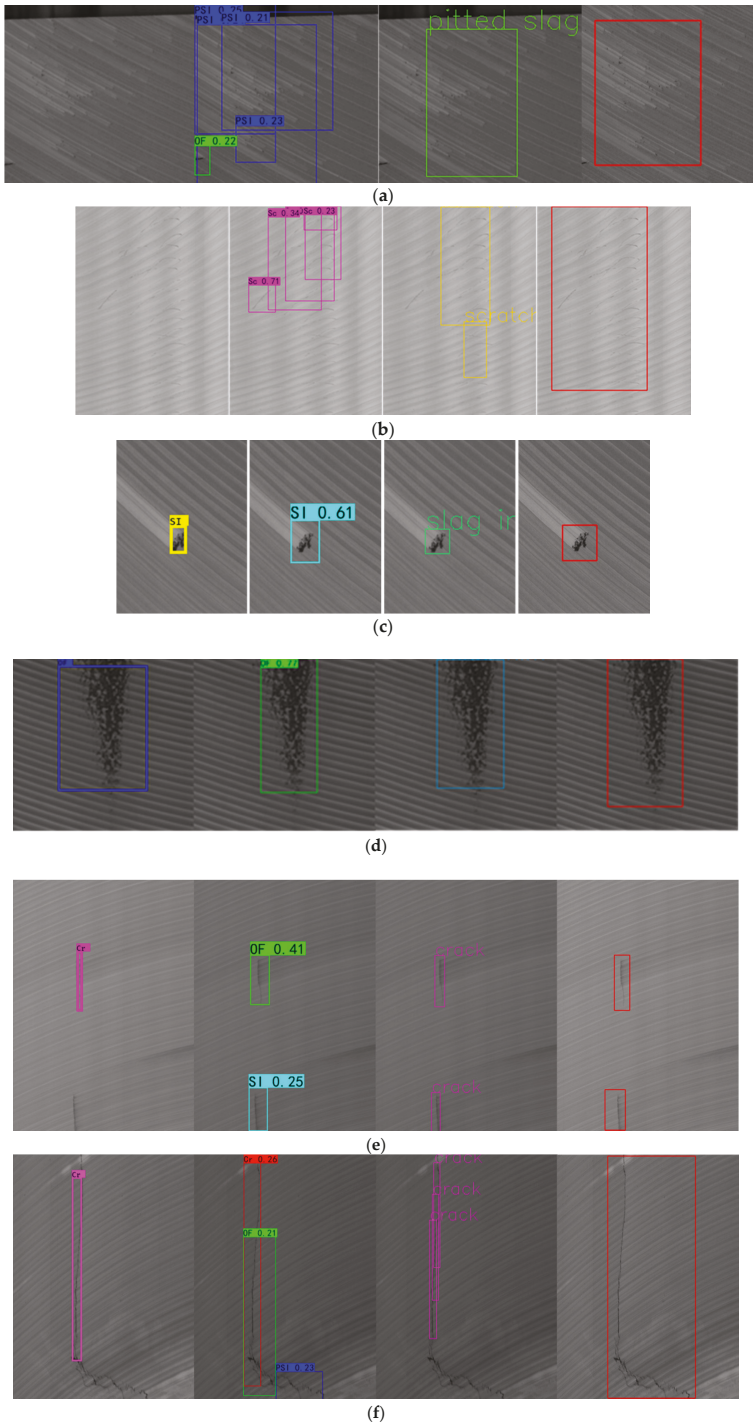 PSI 0.25
PSI PSI 0.21
pitted slag
PSI 0.23
OF 0.22
(a)
Sc 0.34 Sc 0.23
Sc 0.71
scratch
(b)
SI
SI 0.61
slag in
(c)
OF 0.77
(d)
Cr
OF 0.41
crack
SI 0.25
crack
(e)
Cr
Cr 0.26
crack
crack
crack
OF 0.21
PSI 0.23
(f)